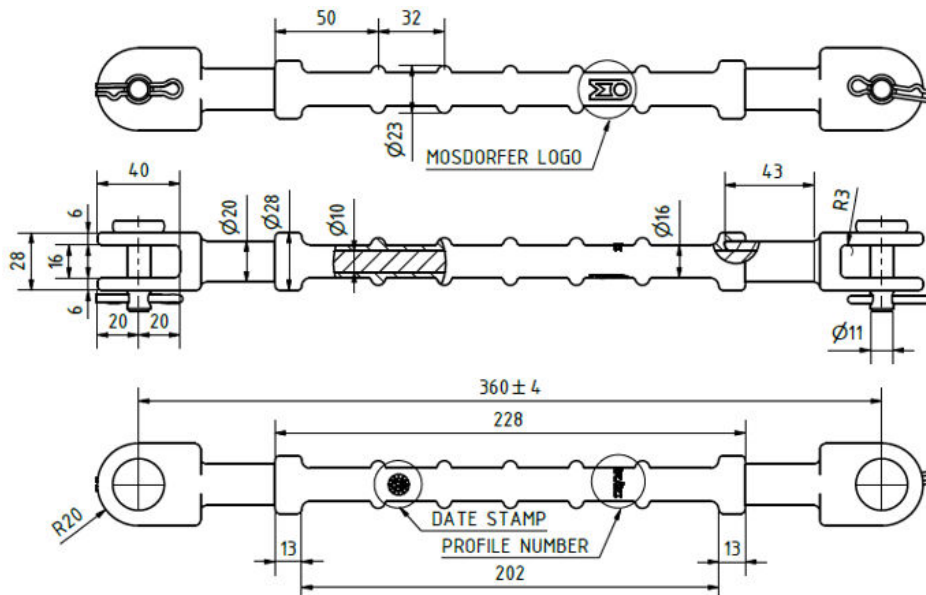 50
32
Ø23
MOSDORFER LOGO
40
43
6
28
16
6
Ø20
Ø28
Ø10
Ø16
R3
20
20
Ø11
360±4
228
R20
DATE STAMP
PROFILE NUMBER
13
13
202